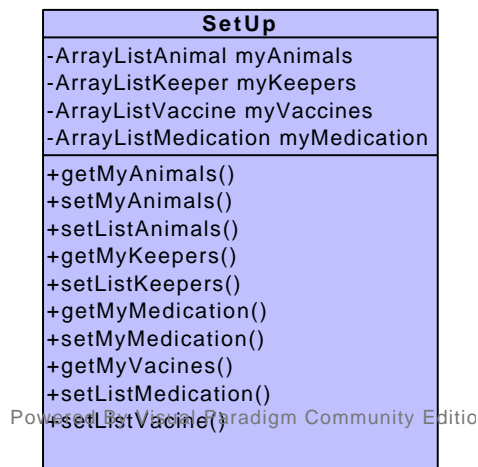 SetUp
-ArrayListAnimal myAnimals
-ArrayListKeeper myKeepers
-ArrayListVaccine myVaccines
-ArrayListMedication myMedication
+getMyAnimals()
+setMyAnimals()
+setListAnimals()
+getMyKeepers()
+setListKeepers()
+getMyMedication()
+setMyMedication()
+getMyVacines()
+setListMedication()
+setListVacine()
Powered By Visual Paradigm Community Editio